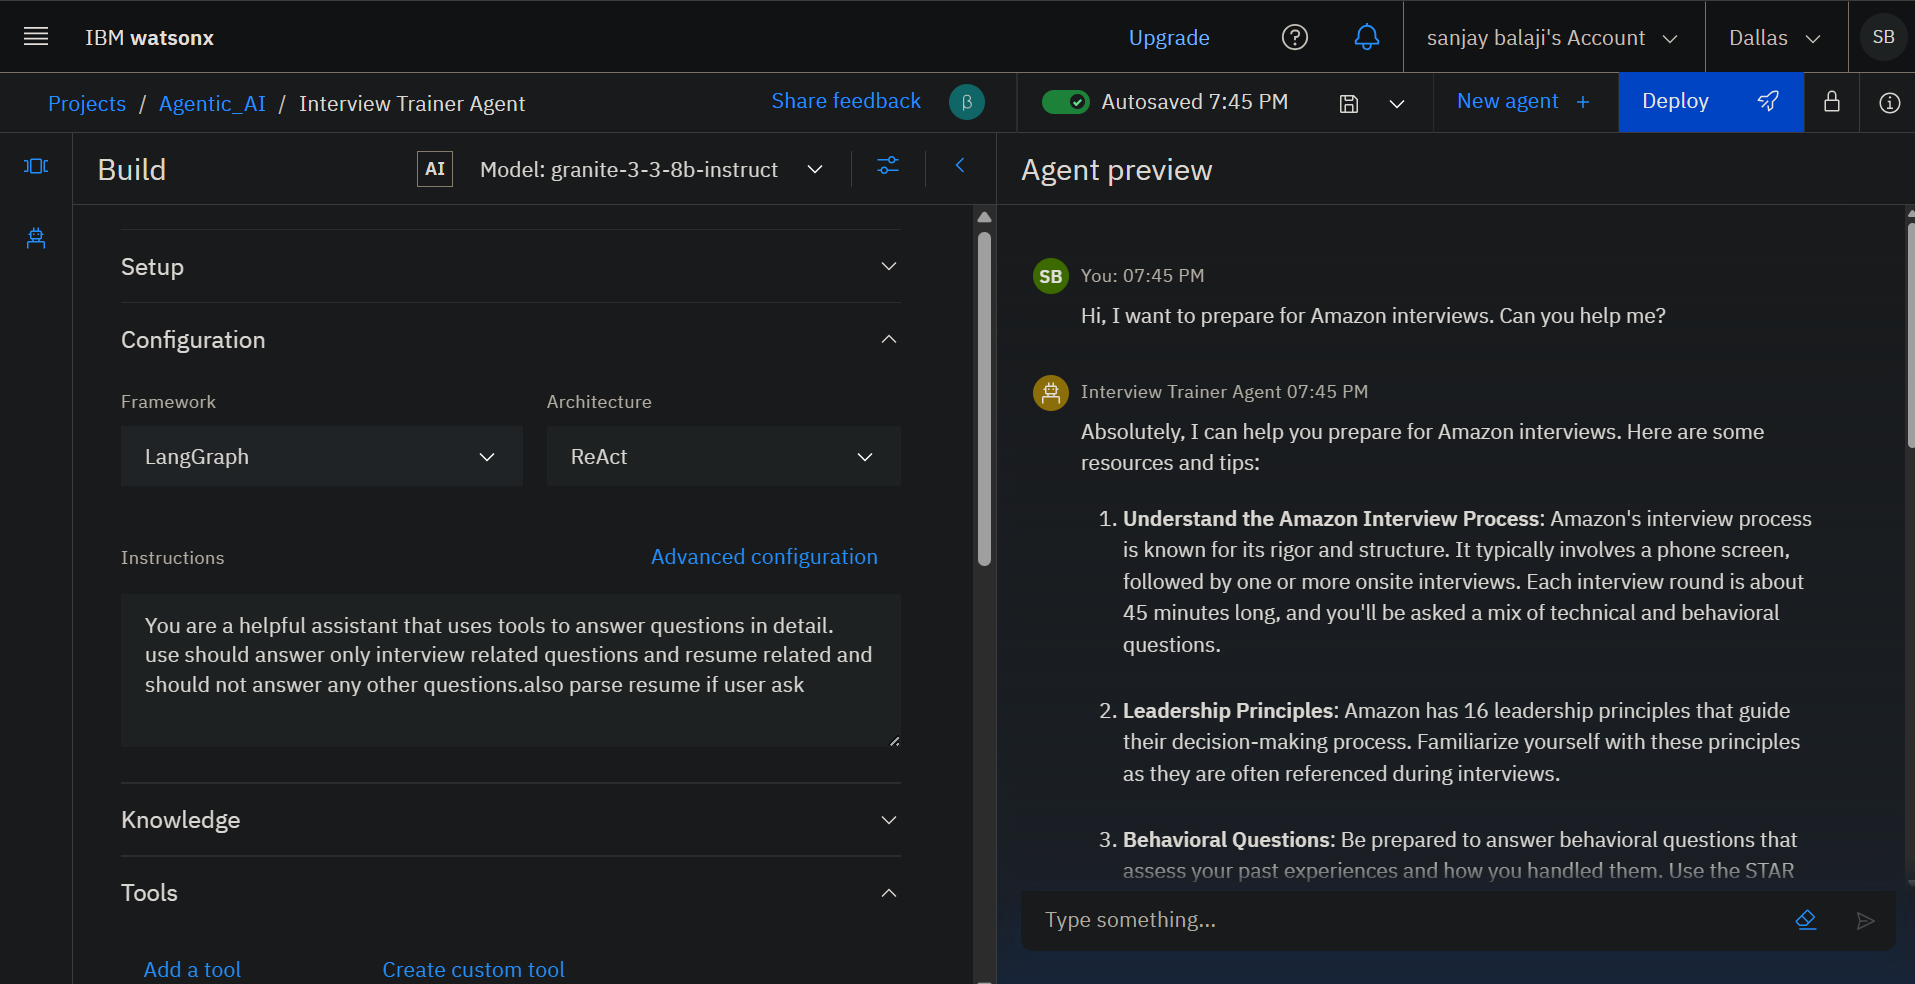 IBM watsonx
Upgrade
sanjay balaji's Account
Dallas
SB
Projects / Agentic_AI / Interview Trainer Agent
Share feedback
β
Autosaved 7:45 PM
New agent +
Deploy
Build
AI
Model: granite-3-3-8b-instruct
Setup
Configuration
Framework
Architecture
LangGraph
ReAct
Instructions
Advanced configuration
You are a helpful assistant that uses tools to answer questions in detail.
use should answer only interview related questions and resume related and
should not answer any other questions.also parse resume if user ask
Knowledge
Tools
Add a tool
Create custom tool
Agent preview
SB
You: 07:45 PM
Hi, I want to prepare for Amazon interviews. Can you help me?
Interview Trainer Agent 07:45 PM
Absolutely, I can help you prepare for Amazon interviews. Here are some
resources and tips:
1. Understand the Amazon Interview Process: Amazon's interview process
is known for its rigor and structure. It typically involves a phone screen,
followed by one or more onsite interviews. Each interview round is about
45 minutes long, and you'll be asked a mix of technical and behavioral
questions.
2. Leadership Principles: Amazon has 16 leadership principles that guide
their decision-making process. Familiarize yourself with these principles
as they are often referenced during interviews.
3. Behavioral Questions: Be prepared to answer behavioral questions that
assess your past experiences and how you handled them. Use the STAR
Type something...